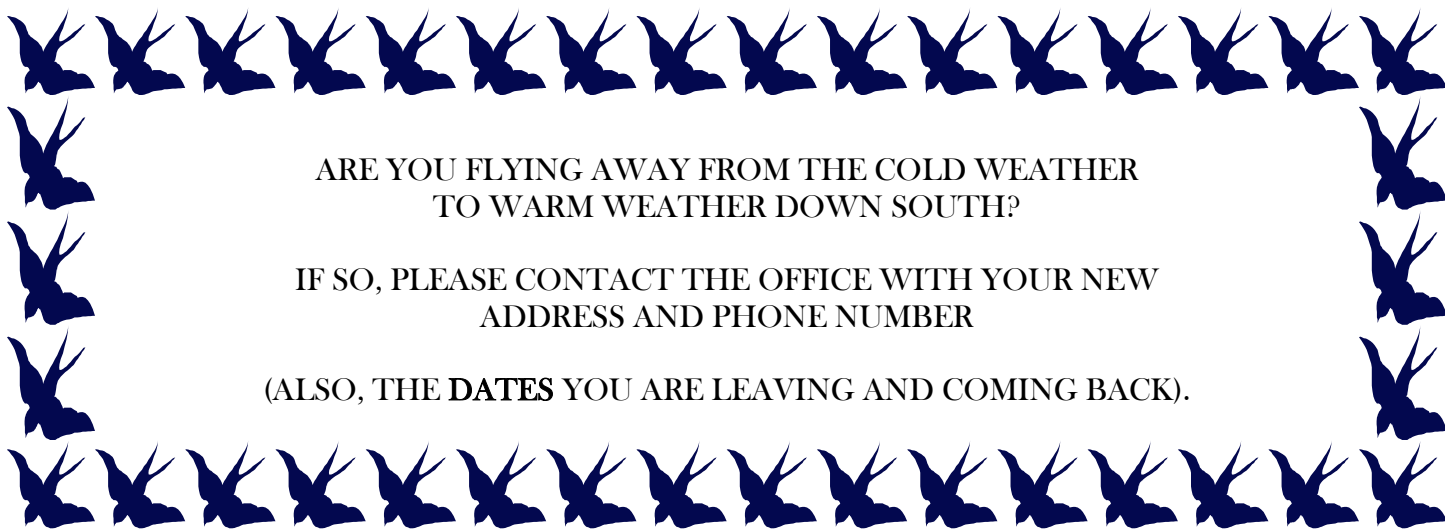 ARE YOU FLYING AWAY FROM THE COLD WEATHER
TO WARM WEATHER DOWN SOUTH?
IF SO, PLEASE CONTACT THE OFFICE WITH YOUR NEW
ADDRESS AND PHONE NUMBER
(ALSO, THE DATES YOU ARE LEAVING AND COMING BACK).